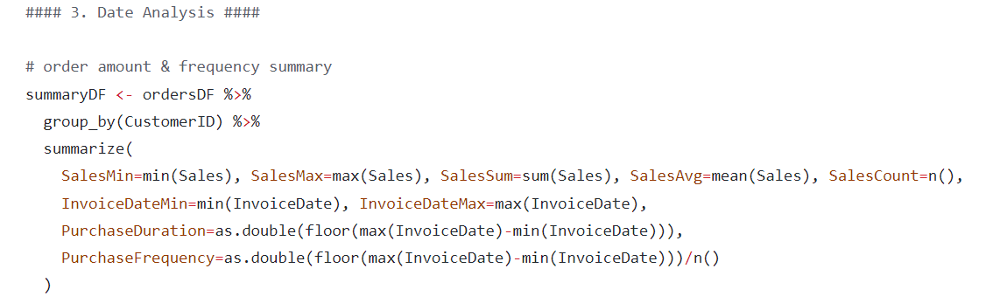 #### 3. Date Analysis ####
# order amount & frequency summary
summaryDF <- ordersDF %>%
  group_by(CustomerID) %>%
  summarize(
    SalesMin=min(Sales), SalesMax=max(Sales), SalesSum=sum(Sales), SalesAvg=mean(Sales), SalesCount=n(),
    InvoiceDateMin=min(InvoiceDate), InvoiceDateMax=max(InvoiceDate),
    PurchaseDuration=as.double(floor(max(InvoiceDate)-min(InvoiceDate))),
    PurchaseFrequency=as.double(floor(max(InvoiceDate)-min(InvoiceDate)))/n()
  )